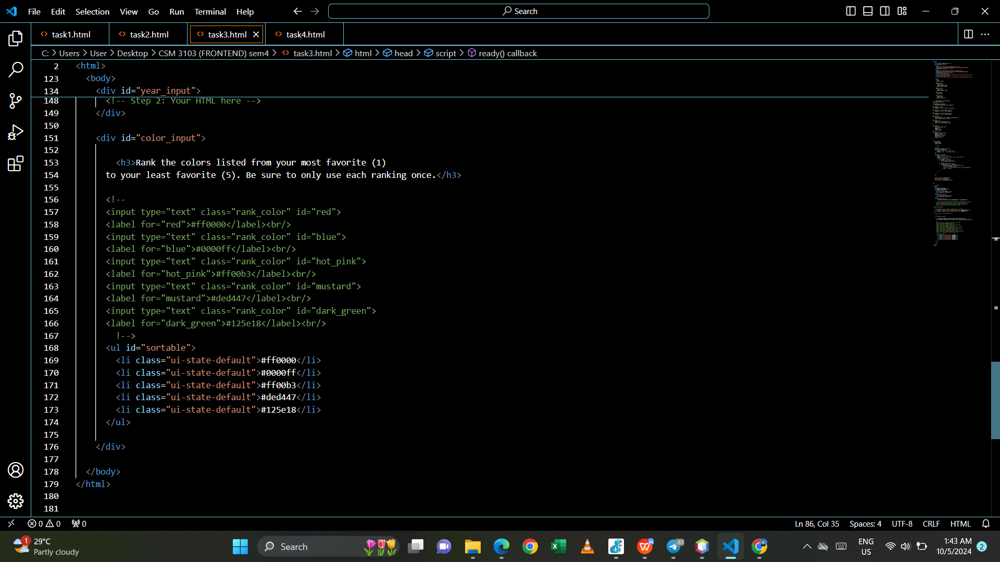 File Edit Selection View Go Run Terminal Help Search
task1.html task2.html task3.html task4.html
C: > Users > User > Desktop > CSM 3103 (FRONTEND) sem4 > task3.html > html > head > script > ready() callback
2 <html>
123 <body>
134 <div id="year_input">
148 <!-- Step 2: Your HTML here -->
149 </div>
150
151 <div id="color_input">
152
153 <h3>Rank the colors listed from your most favorite (1)
154 to your least favorite (5). Be sure to only use each ranking once.</h3>
155
156 <!--
157 <input type="text" class="rank_color" id="red">
158 <label for="red">#ff0000</label><br/>
159 <input type="text" class="rank_color" id="blue">
160 <label for="blue">#0000ff</label><br/>
161 <input type="text" class="rank_color" id="hot_pink">
162 <label for="hot_pink">#ff00b3</label><br/>
163 <input type="text" class="rank_color" id="mustard">
164 <label for="mustard">#ded447</label><br/>
165 <input type="text" class="rank_color" id="dark_green">
166 <label for="dark_green">#125e18</label><br/>
167 !-->
168 <ul id="sortable">
169 <li class="ui-state-default">#ff0000</li>
170 <li class="ui-state-default">#0000ff</li>
171 <li class="ui-state-default">#ff00b3</li>
172 <li class="ui-state-default">#ded447</li>
173 <li class="ui-state-default">#125e18</li>
174 </ul>
175
176 </div>
177
178 </body>
179 </html>
180
181
0 0 0 Ln 86, Col 35 Spaces: 4 UTF-8 CRLF HTML
1 29°C
Partly cloudy
Search
81
ENG
US
1:43 AM
10/5/2024
2